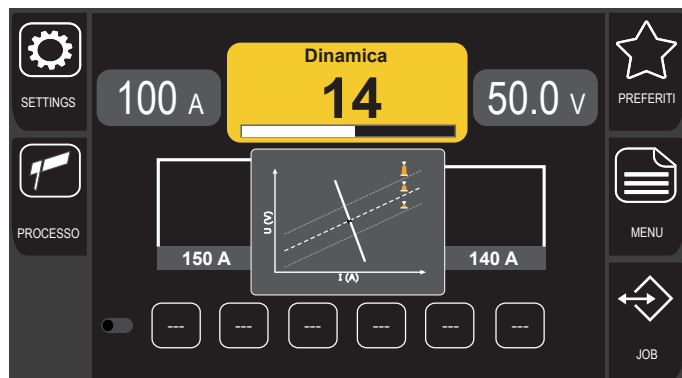 SETTINGS
PROCESSO
100 A
Dinamica
14
50.0 V
150 A
U (V)
I (A)
140 A
---
---
---
---
---
---
PREFERITI
MENU
JOB